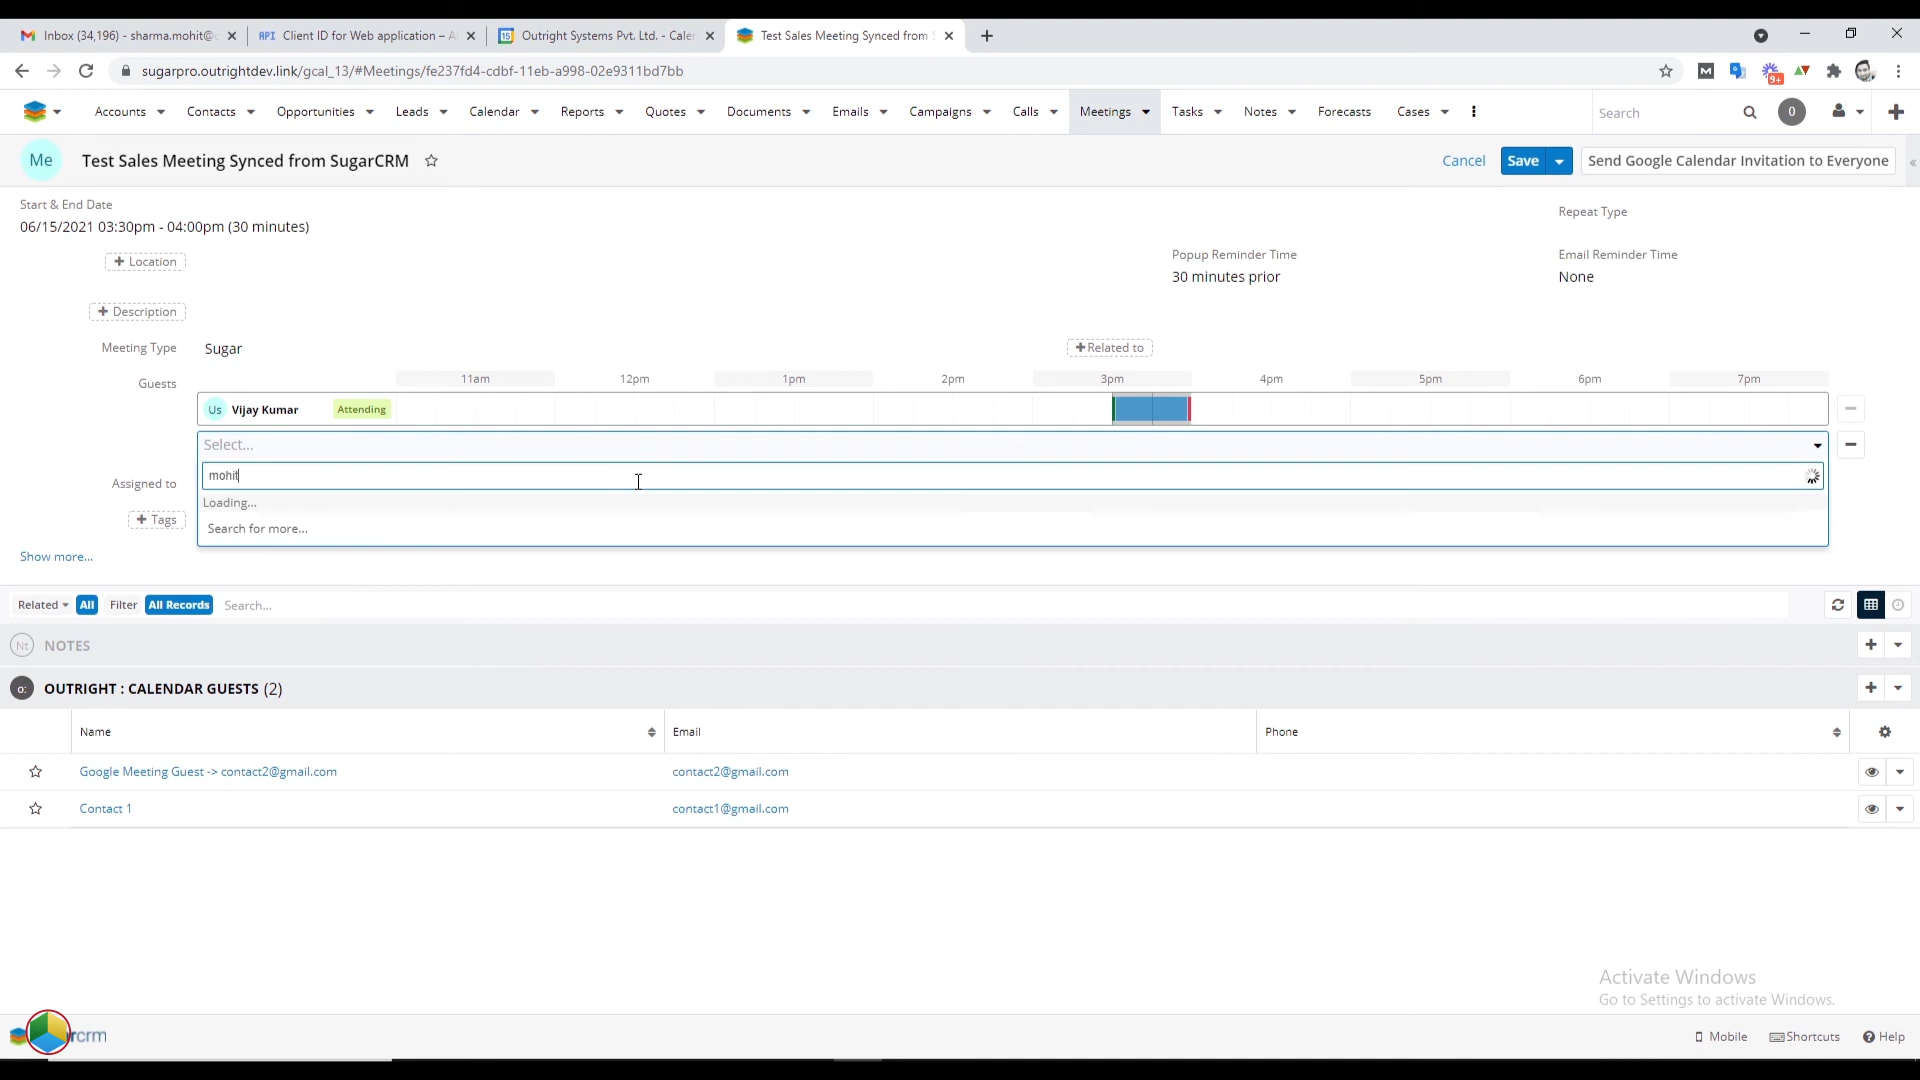 Inbox (34,196) - sharma.mohit@
Client ID for Web application – A
Outright Systems Pvt. Ltd. - Cale
Test Sales Meeting Synced from S
sugarpro.outrightdev.link/gcal_13/#Meetings/fe237fd4-cdbf-11eb-a998-02e9311bd7bb
9+
Accounts Contacts Opportunities Leads Calendar Reports Quotes Documents Emails Campaigns Calls Meetings Tasks Notes Forecasts Cases Search 0
Me Test Sales Meeting Synced from SugarCRM Cancel Save Send Google Calendar Invitation to Everyone
Start & End Date
06/15/2021 03:30pm - 04:00pm (30 minutes)
Repeat Type
+ Location
Popup Reminder Time
30 minutes prior
Email Reminder Time
None
+ Description
Meeting Type Sugar
+ Related to
Guests
11am 12pm 1pm 2pm 3pm 4pm 5pm 6pm 7pm
Us Vijay Kumar Attending
Select...
mohit
Assigned to
Loading...
+ Tags
Search for more...
Show more...
Related All Filter All Records Search...
Nt NOTES
o: OUTRIGHT : CALENDAR GUESTS (2)
Name Email Phone
Google Meeting Guest -> contact2@gmail.com contact2@gmail.com
Contact 1 contact1@gmail.com
Activate Windows
Go to Settings to activate Windows.
rcrm
Mobile Shortcuts Help